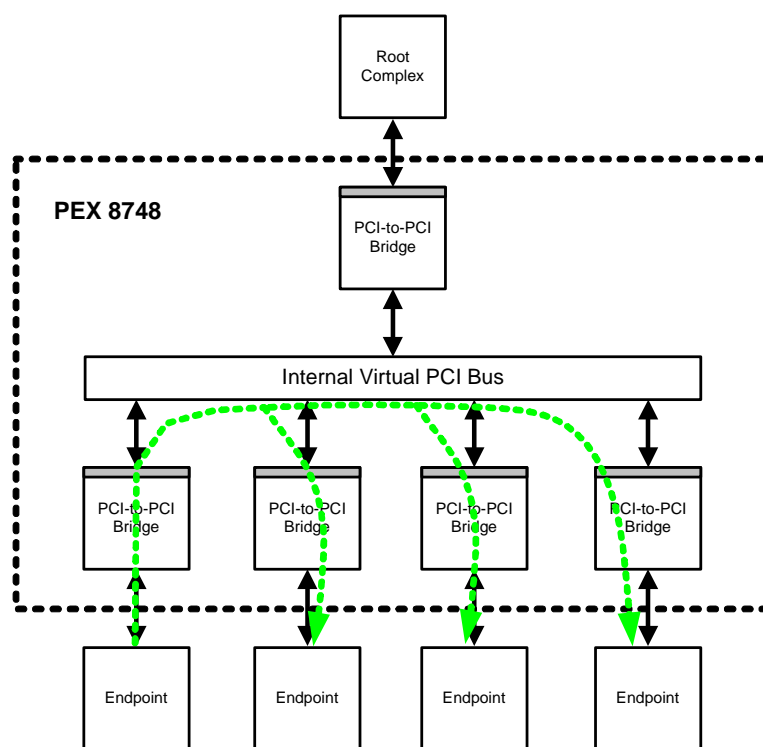 Root
Complex
PEX 8748
PCI-to-PCI
Bridge
Internal Virtual PCI Bus
PCI-to-PCI
Bridge
PCI-to-PCI
Bridge
PCI-to-PCI
Bridge
PCI-to-PCI
Bridge
Endpoint
Endpoint
Endpoint
Endpoint